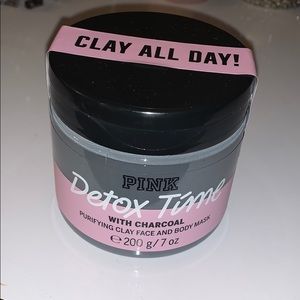 CLAY ALL DAY!
PINK
Detox Time
WITH CHARCOAL
PURIFYING CLAY FACE AND BODY MASK
℮ 200 g / 7 oz